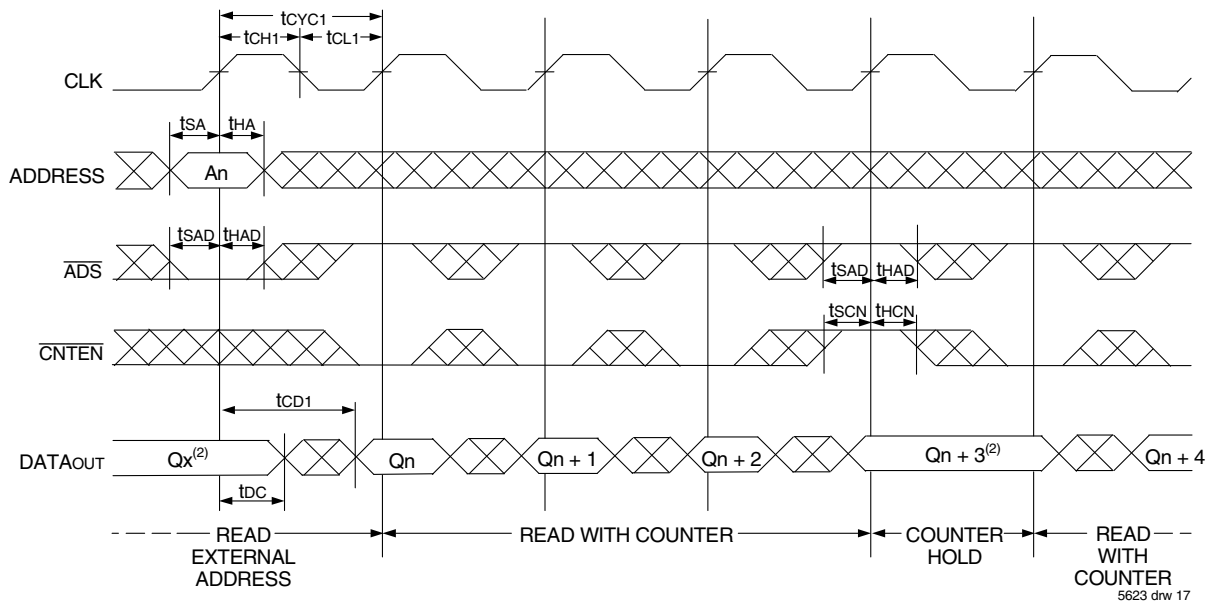 tCYC1
tCH1 tCL1
CLK
tSA tHA
ADDRESS An
tSAD tHAD
ADS
tSAD tHAD
tSCN tHCN
CNTEN
tCD1
DATAOUT Qx(2) Qn Qn + 1 Qn + 2 Qn + 3(2) Qn + 4
tDC
READ EXTERNAL ADDRESS
READ WITH COUNTER
COUNTER HOLD
READ WITH COUNTER
5623 drw 17